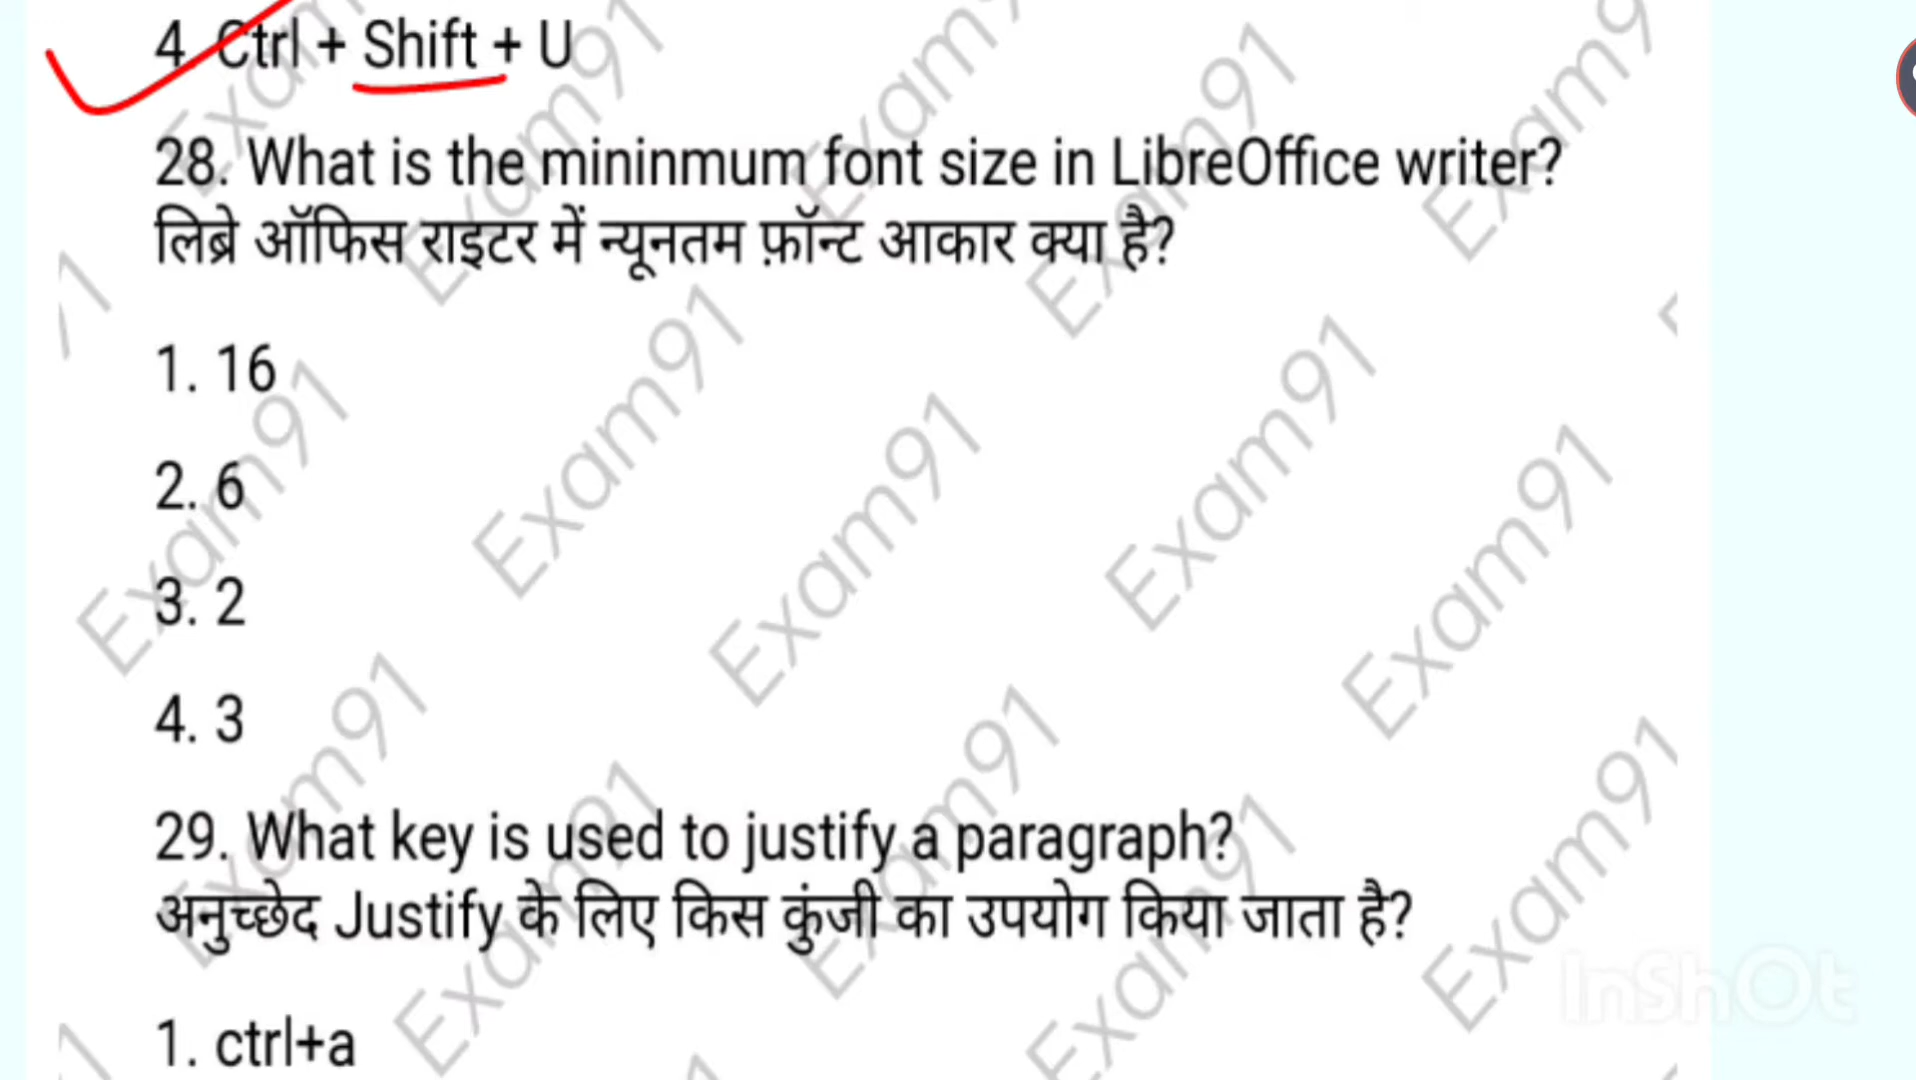 4. Ctrl + Shift + U
28. What is the mininmum font size in LibreOffice writer?
लिब्रे ऑफिस राइटर में न्यूनतम फ़ॉन्ट आकार क्या है?
1. 16
2. 6
3. 2
4. 3
29. What key is used to justify a paragraph?
अनुच्छेद Justify के लिए किस कुंजी का उपयोग किया जाता है?
1. ctrl+a
Exam91
InShOt